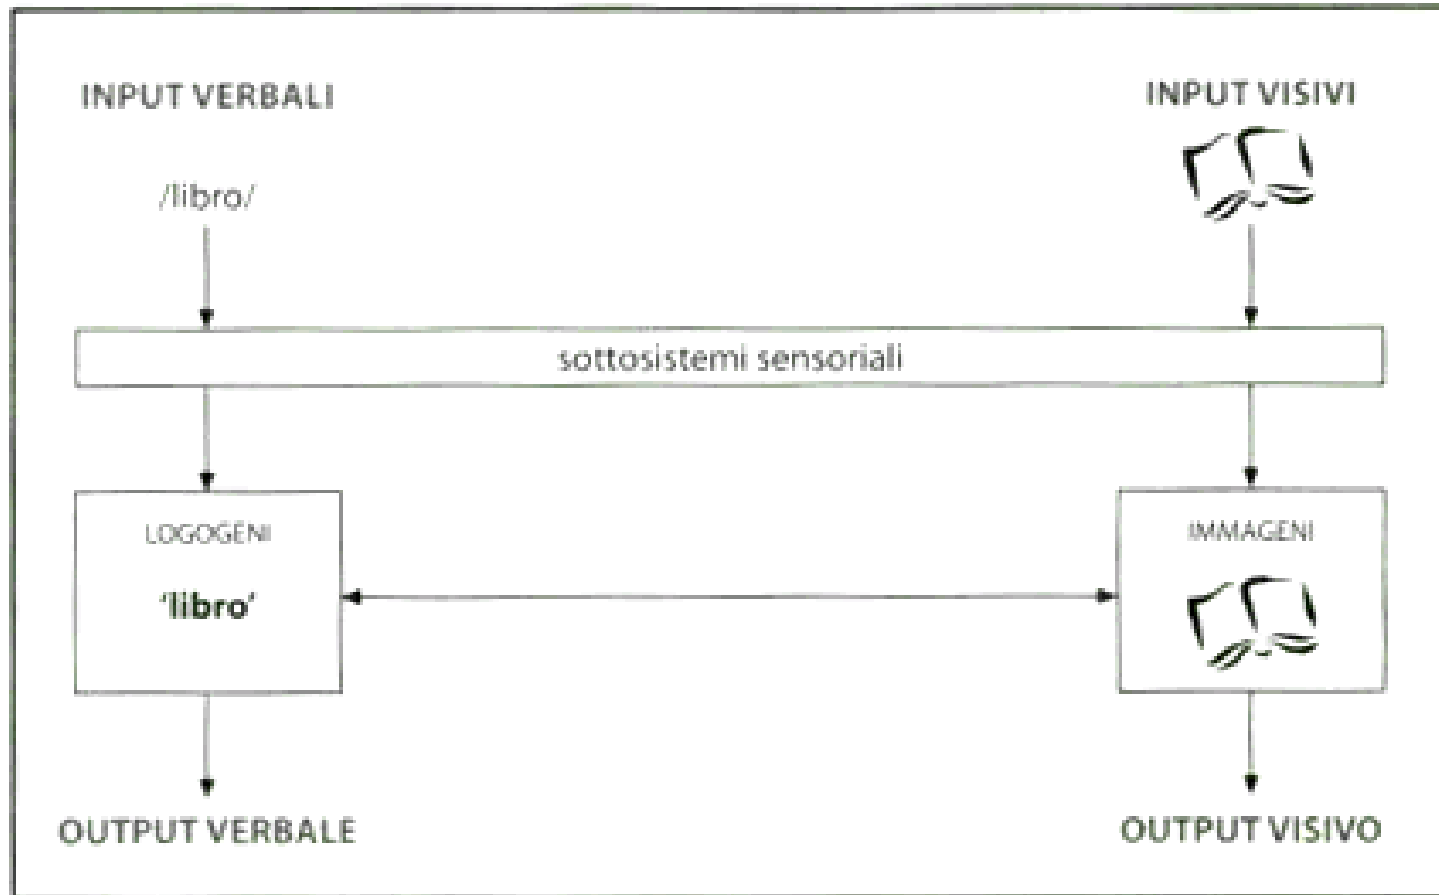 INPUT VERBALI
INPUT VISIVI
/libro/
sottosistemi sensoriali
LOGOGENI
IMMAGENI
'libro'
OUTPUT VERBALE
OUTPUT VISIVO